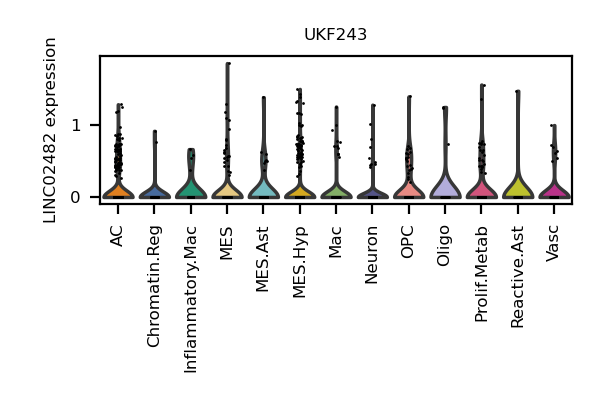 UKF243
LINC02482 expression
1
0
AC
Chromatin.Reg
Inflammatory.Mac
MES
MES.Ast
MES.Hyp
Mac
Neuron
OPC
Oligo
Prolif.Metab
Reactive.Ast
Vasc